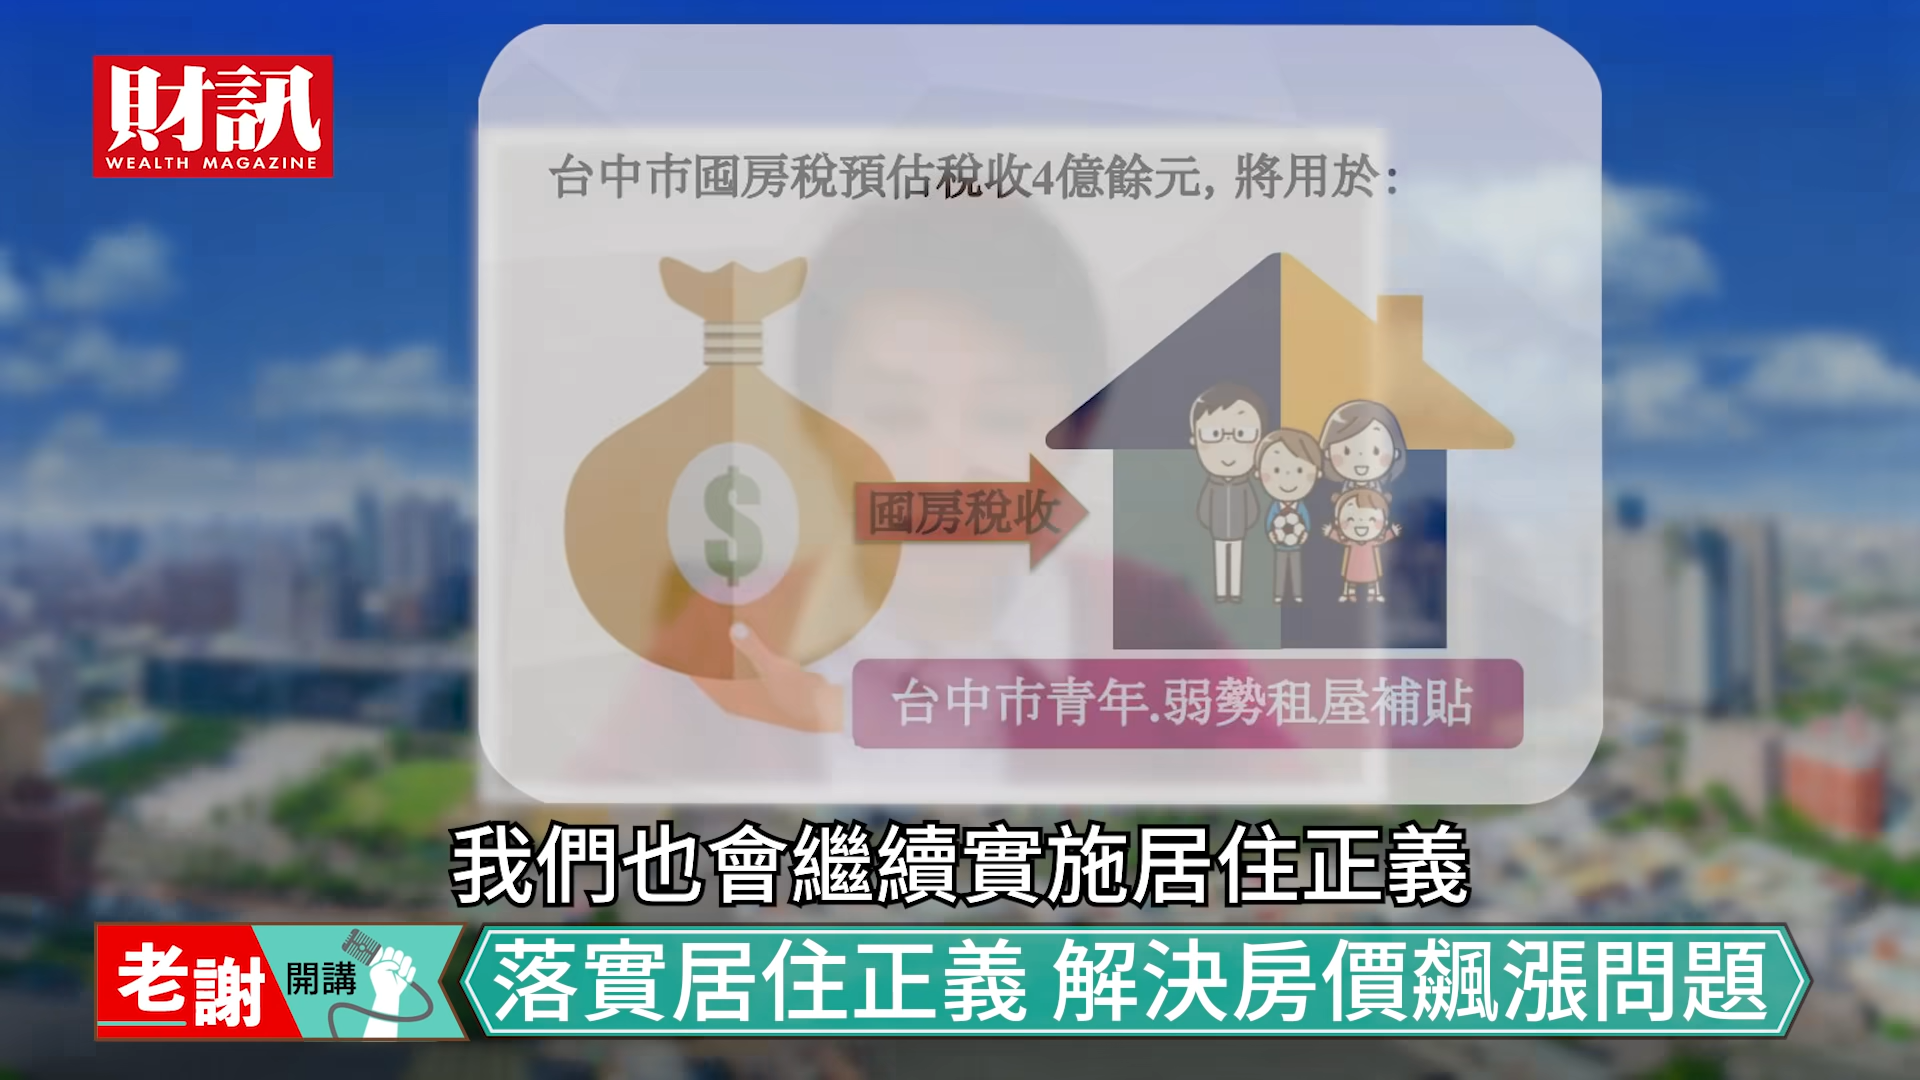 財訊
WEALTH MAGAZINE
台中市囤房稅預估稅收4億餘元, 將用於:
$
囤房稅收
台中市青年.弱勢租屋補貼
我們也會繼續實施居住正義
老謝 開講
落實居住正義 解決房價飆漲問題